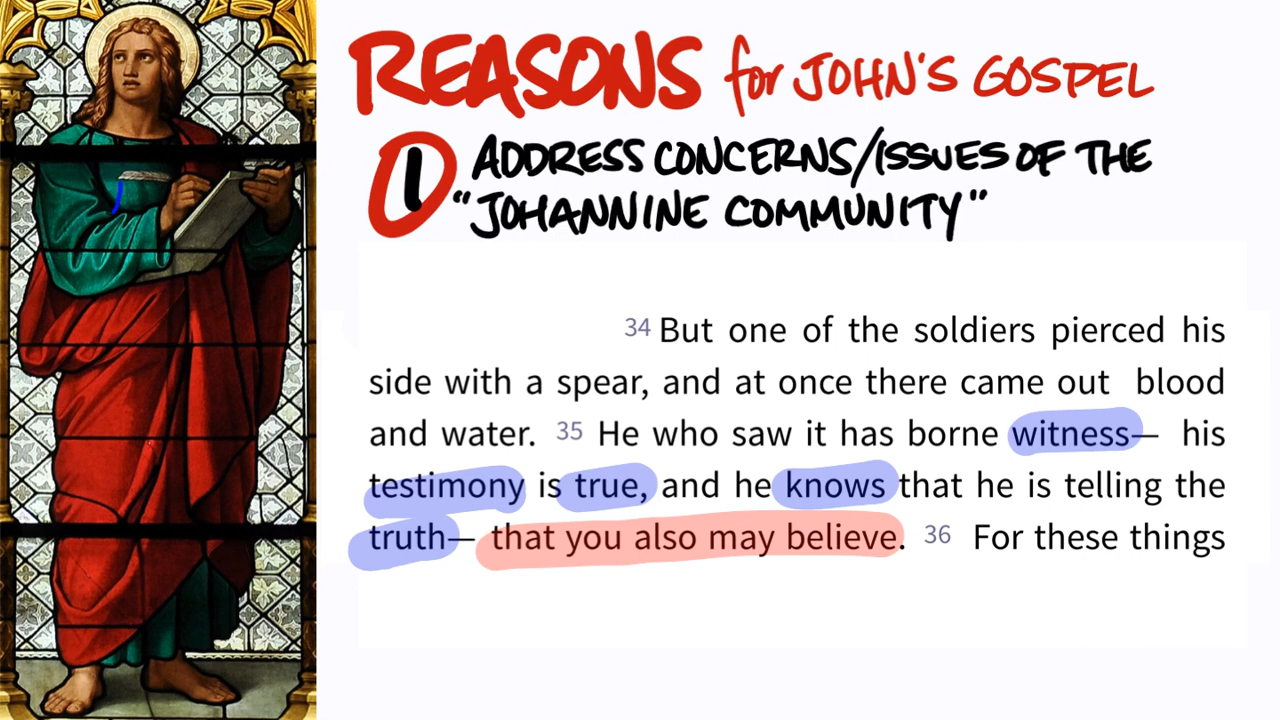 REASONS for JOHN'S GOSPEL
1 ADDRESS CONCERNS/ISSUES OF THE
"JOHANNINE COMMUNITY"
34 But one of the soldiers pierced his
side with a spear, and at once there came out blood
and water. 35 He who saw it has borne witness— his
testimony is true, and he knows that he is telling the
truth— that you also may believe. 36 For these things